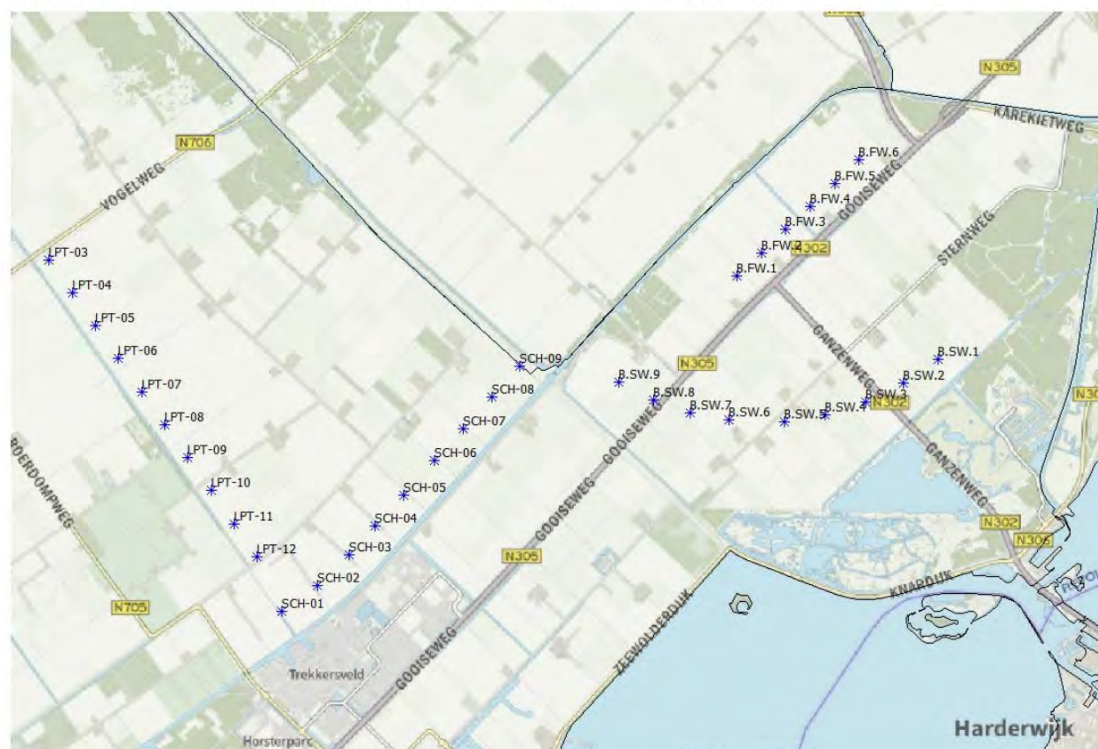 N305
KAREKIETWEG
N706
VOGELWEG
B.FW.6
B.FW.5
B.FW.4
B.FW.3
B.FW.2
B.FW.1
GOOISEWEG
N302
STERNWEG
LPT-03
LPT-04
LPT-05
LPT-06
LPT-07
LPT-08
LPT-09
LPT-10
LPT-11
LPT-12
SCH-09
SCH-08
SCH-07
SCH-06
SCH-05
SCH-04
SCH-03
SCH-02
SCH-01
B.SW.9
B.SW.8
B.SW.7
B.SW.6
B.SW.5
B.SW.4
B.SW.3
B.SW.2
B.SW.1
N305
GOOISEWEG
GANZENWEG
N302
GANZENWEG
N302
N306
KNARDIJK
ROERDOMPWEG
GOOISEWEG
N305
N705
GOOISEWEG
ZEEWOLDERDIJK
Trekkersveld
Horsterparc
Harderwijk